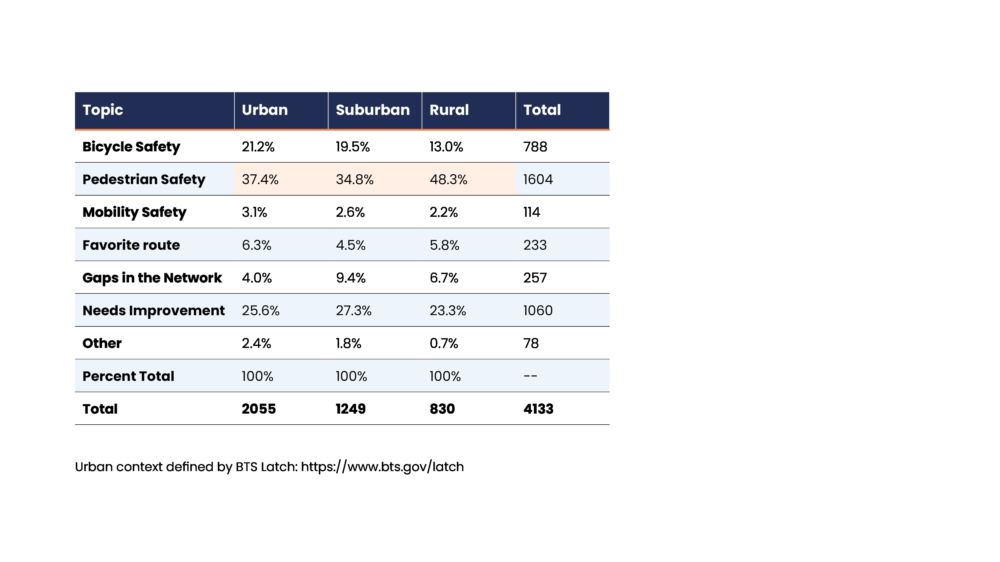 Topic Urban Suburban Rural Total
Bicycle Safety 21.2% 19.5% 13.0% 788
Pedestrian Safety 37.4% 34.8% 48.3% 1604
Mobility Safety 3.1% 2.6% 2.2% 114
Favorite route 6.3% 4.5% 5.8% 233
Gaps in the Network 4.0% 9.4% 6.7% 257
Needs Improvement 25.6% 27.3% 23.3% 1060
Other 2.4% 1.8% 0.7% 78
Percent Total 100% 100% 100% --
Total 2055 1249 830 4133
Urban context defined by BTS Latch: https://www.bts.gov/latch